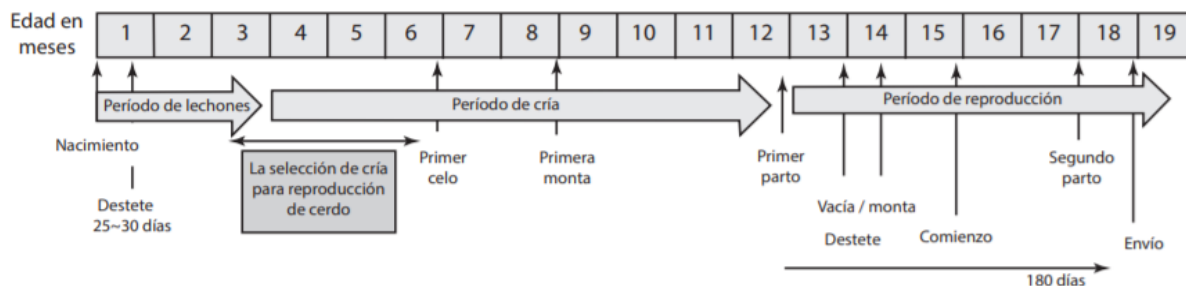 Edad en
meses
1 2 3 4 5 6 7 8 9 10 11 12 13 14 15 16 17 18 19
Período de lechones
Período de cría
Período de reproducción
Nacimiento
Destete
25~30 días
La selección de cría
para reproducción
de cerdo
Primer
celo
Primera
monta
Primer
parto
Vacía / monta
Destete
Comienzo
Segundo
parto
Envío
180 días